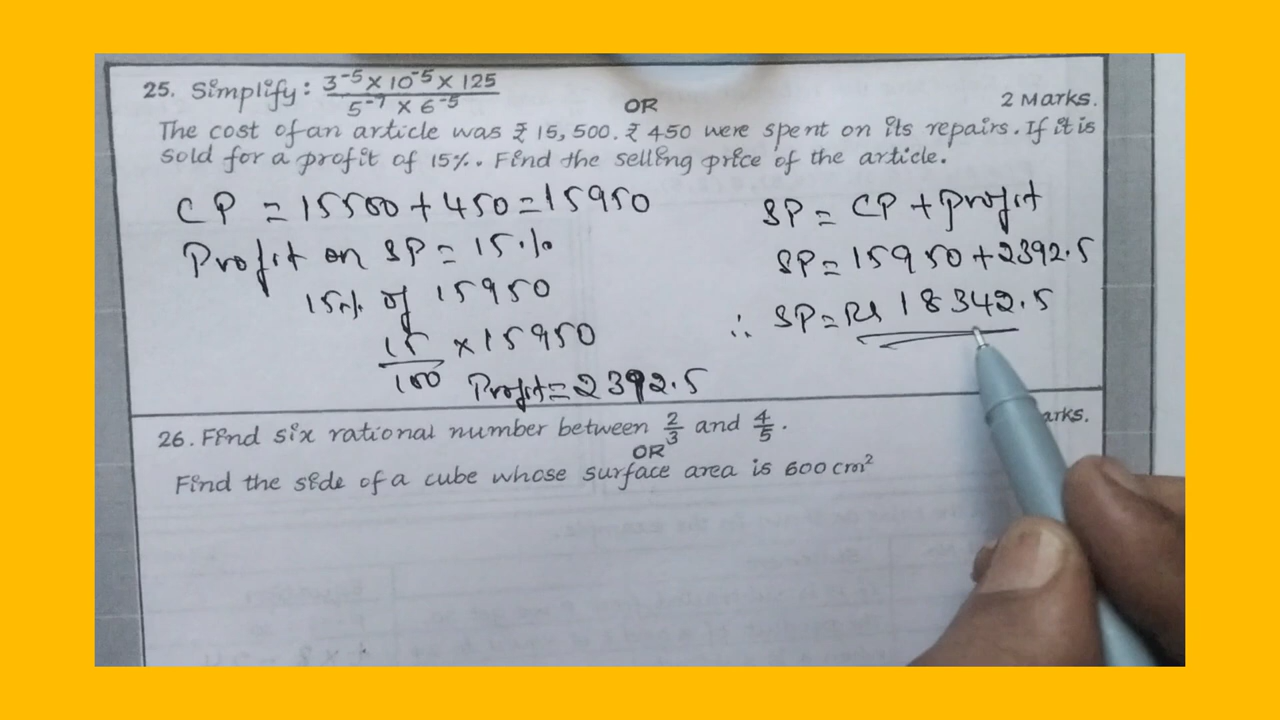 25. Simplify: 3⁻⁵ × 10⁻⁵ × 125 / 5⁻⁷ × 6⁻⁵
OR
2 Marks.
The cost of an article was ₹ 15,500. ₹ 450 were spent on its repairs. If it is
sold for a profit of 15%. Find the selling price of the article.
CP = 15500 + 450 = 15950
Profit on SP = 15%
15% of 15950
15/100 × 15950
Profit = 2392.5
SP = CP + Profit
SP = 15950 + 2392.5
∴ SP = Rs 18342.5
26. Find six rational number between 2/3 and 4/5.
arks.
OR
Find the side of a cube whose surface area is 600 cm²